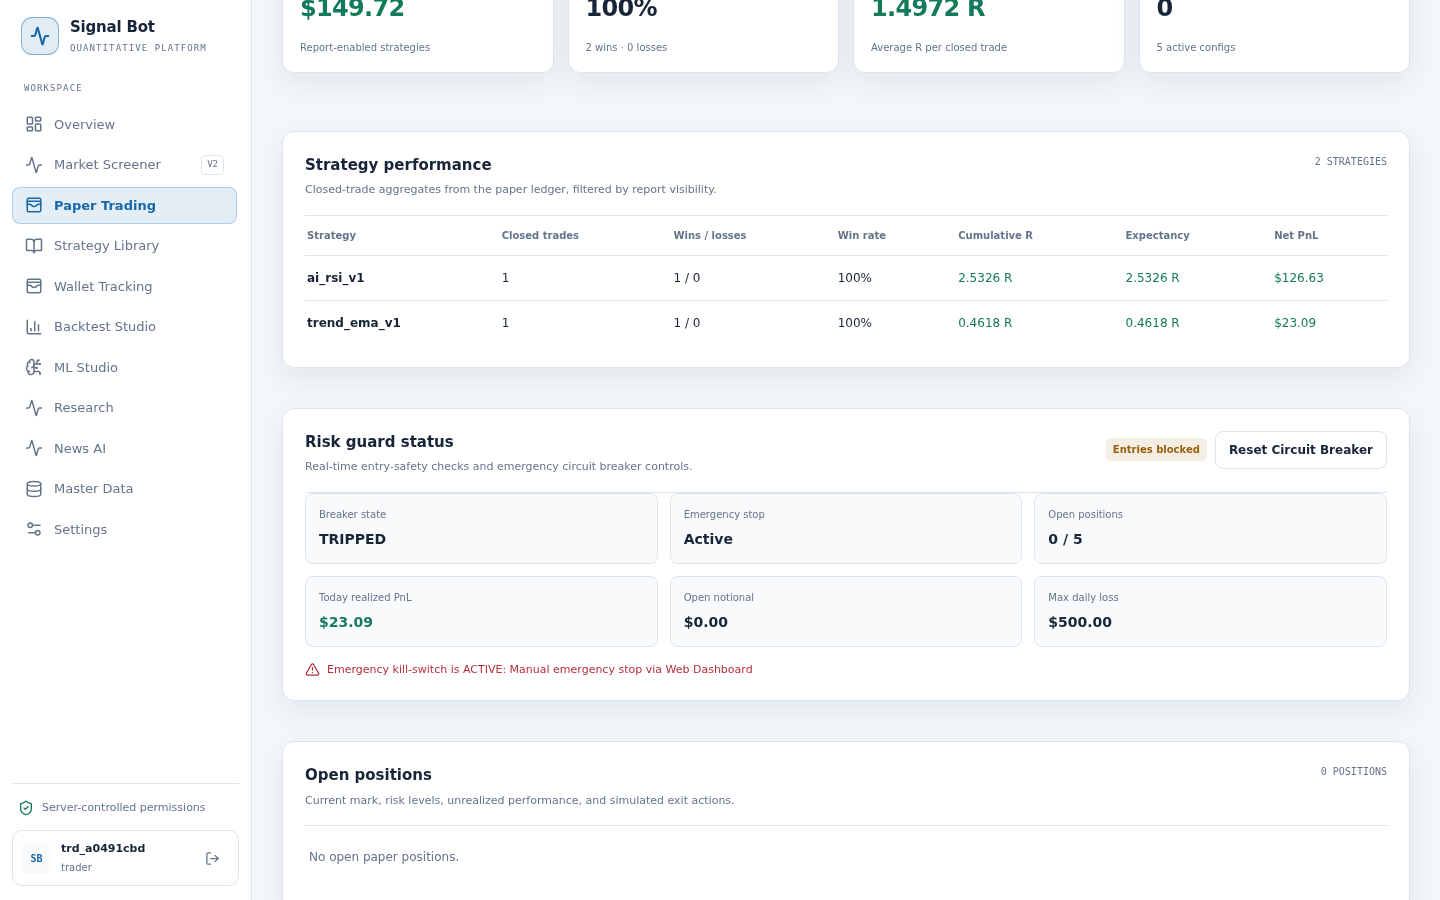 Signal Bot
QUANTITATIVE PLATFORM
WORKSPACE
Overview
Market Screener V2
Paper Trading
Strategy Library
Wallet Tracking
Backtest Studio
ML Studio
Research
News AI
Master Data
Settings
Server-controlled permissions
SB
trd_a0491cbd
trader
$149.72
Report-enabled strategies
100%
2 wins · 0 losses
1.4972 R
Average R per closed trade
0
5 active configs
Strategy performance
2 STRATEGIES
Closed-trade aggregates from the paper ledger, filtered by report visibility.
Strategy Closed trades Wins / losses Win rate Cumulative R Expectancy Net PnL
ai_rsi_v1 1 1 / 0 100% 2.5326 R 2.5326 R $126.63
trend_ema_v1 1 1 / 0 100% 0.4618 R 0.4618 R $23.09
Risk guard status
Real-time entry-safety checks and emergency circuit breaker controls.
Entries blocked
Reset Circuit Breaker
Breaker state
TRIPPED
Emergency stop
Active
Open positions
0 / 5
Today realized PnL
$23.09
Open notional
$0.00
Max daily loss
$500.00
Emergency kill-switch is ACTIVE: Manual emergency stop via Web Dashboard
Open positions
0 POSITIONS
Current mark, risk levels, unrealized performance, and simulated exit actions.
No open paper positions.